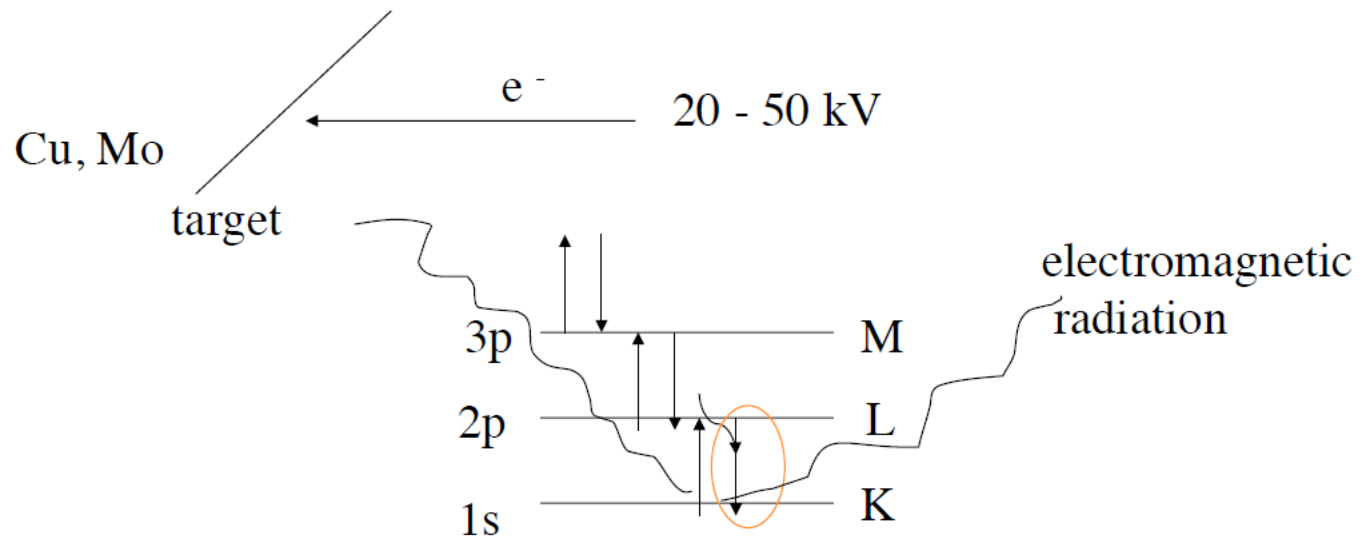 e -
20 - 50 kV
Cu, Mo
target
electromagnetic
radiation
3p
M
2p
L
1s
K